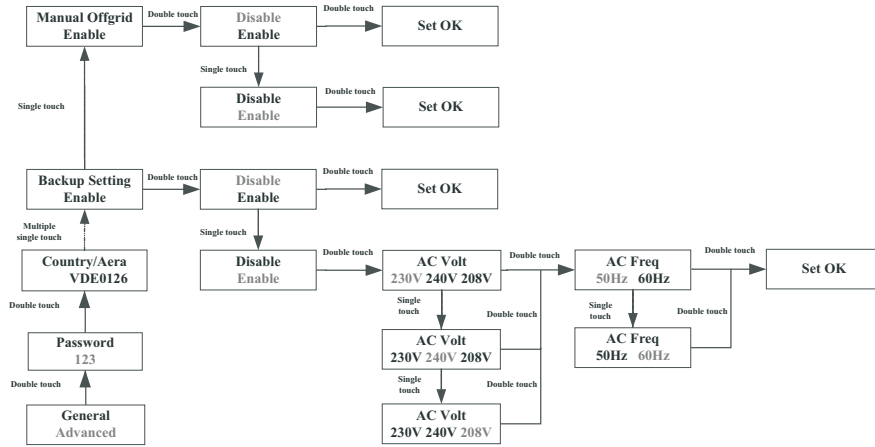 Manual Offgrid
Enable
Double touch
Disable
Enable
Double touch
Set OK
Single touch
Single touch
Disable
Enable
Double touch
Set OK
Backup Setting
Enable
Double touch
Disable
Enable
Double touch
Set OK
Multiple
single touch
Single touch
Country/Aera
VDE0126
Disable
Enable
Double touch
AC Volt
230V 240V 208V
Double touch
AC Freq
50Hz 60Hz
Double touch
Set OK
Double touch
Single
touch
Double touch
Single
touch
Double touch
Password
123
AC Volt
230V 240V 208V
AC Freq
50Hz 60Hz
Double touch
Single
touch
Double touch
General
Advanced
AC Volt
230V 240V 208V